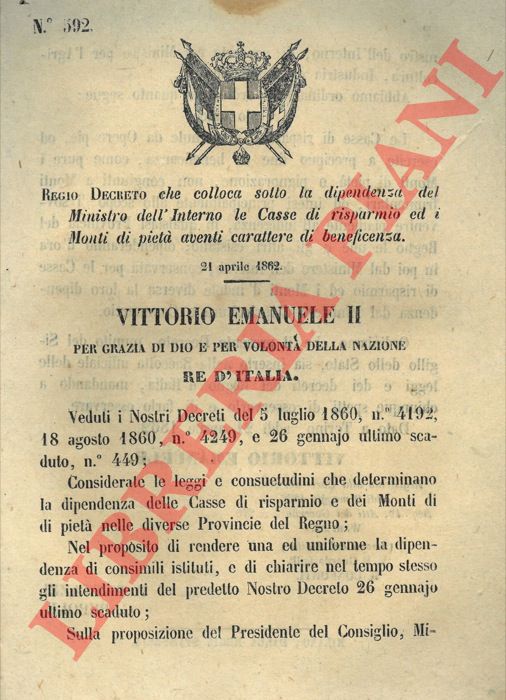 N.° 592.
REGIO DECRETO che colloca sotto la dipendenza del
Ministro dell'Interno le Casse di risparmio ed i
Monti di pietà aventi carattere di beneficenza.
21 aprile 1862.
VITTORIO EMANUELE II
PER GRAZIA DI DIO E PER VOLONTÀ DELLA NAZIONE
RE D'ITALIA.
Veduti i Nostri Decreti del 5 luglio 1860, n.° 4192,
18 agosto 1860, n.° 4249, e 26 gennajo ultimo sca-
duto, n.° 449;
Considerate le leggi e consuetudini che determinano
la dipendenza delle Casse di risparmio e dei Monti di
di pietà nelle diverse Provincie del Regno;
Nel propòsito di rendere una ed uniforme la dipen-
denza di consimili istituti, e di chiarire nel tempo stesso
gli intendimenti del predetto Nostro Decreto 26 gennajo
ultimo scaduto;
Sulla proposizione del Presidente del Consiglio, Mi-
LIBRERIA PIANI